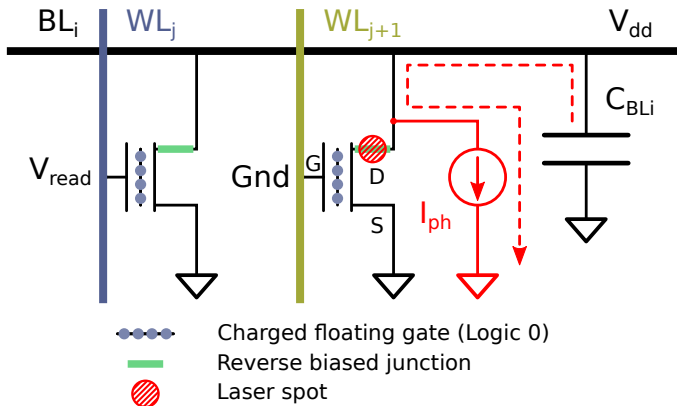 BLi WLj WLj+1 Vdd
CBLi
Vread Gnd G D
S Iph
Charged floating gate (Logic 0)
Reverse biased junction
Laser spot